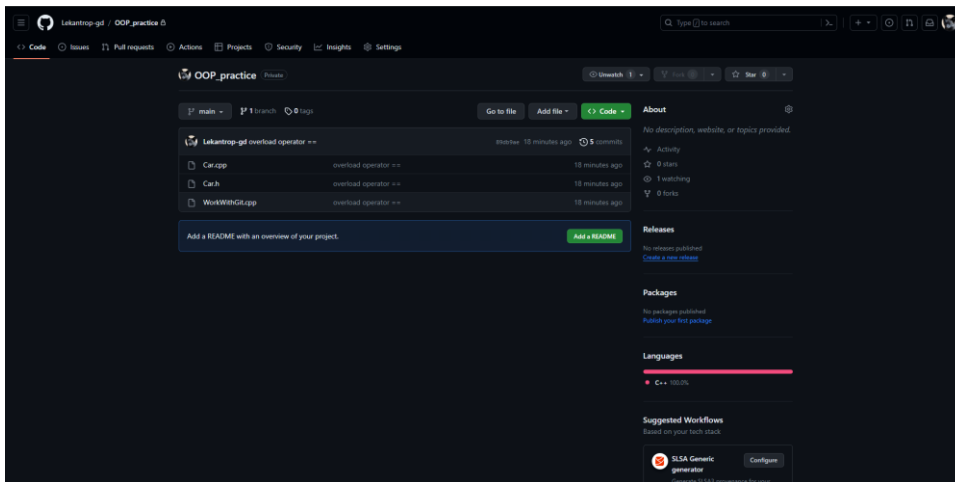 Lekantrop-gd / OOP_practice
Type / to search
Code Issues Pull requests Actions Projects Security Insights Settings
OOP_practice Private
Unwatch 1 Fork 0 Star 0
main 1 branch 0 tags Go to file Add file Code
Lekantrop-gd overload operator == 18 minutes ago 5 commits
Car.cpp overload operator == 18 minutes ago
Car.h overload operator == 18 minutes ago
WorkWithGit.cpp overload operator == 18 minutes ago
Add a README with an overview of your project. Add a README
About
No description, website, or topics provided.
Activity
0 stars
1 watching
0 forks
Releases
No releases published
Create a new release
Packages
No packages published
Publish your first package
Languages
C++ 100.0%
Suggested Workflows
Based on your tech stack
SLSA Generic generator Configure
Generate SLSA3 provenance for your